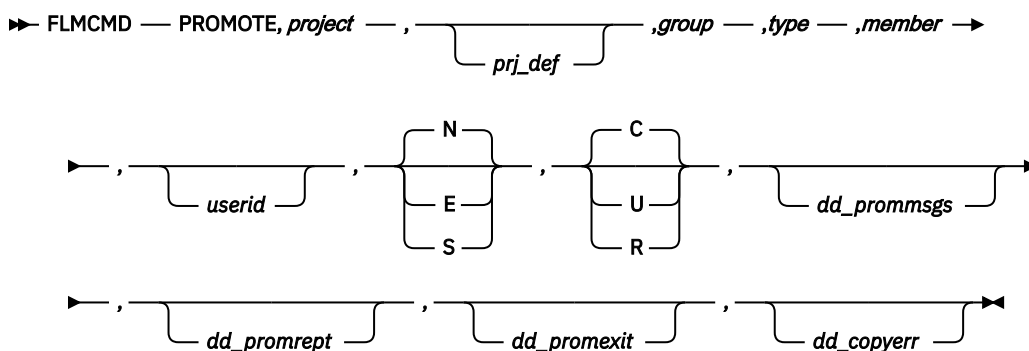 FLMCMD PROMOTE, project , prj_def ,group ,type ,member
, userid , N E S , C U R , dd_prommsgs
, dd_promrept , dd_promexit , dd_copyerr